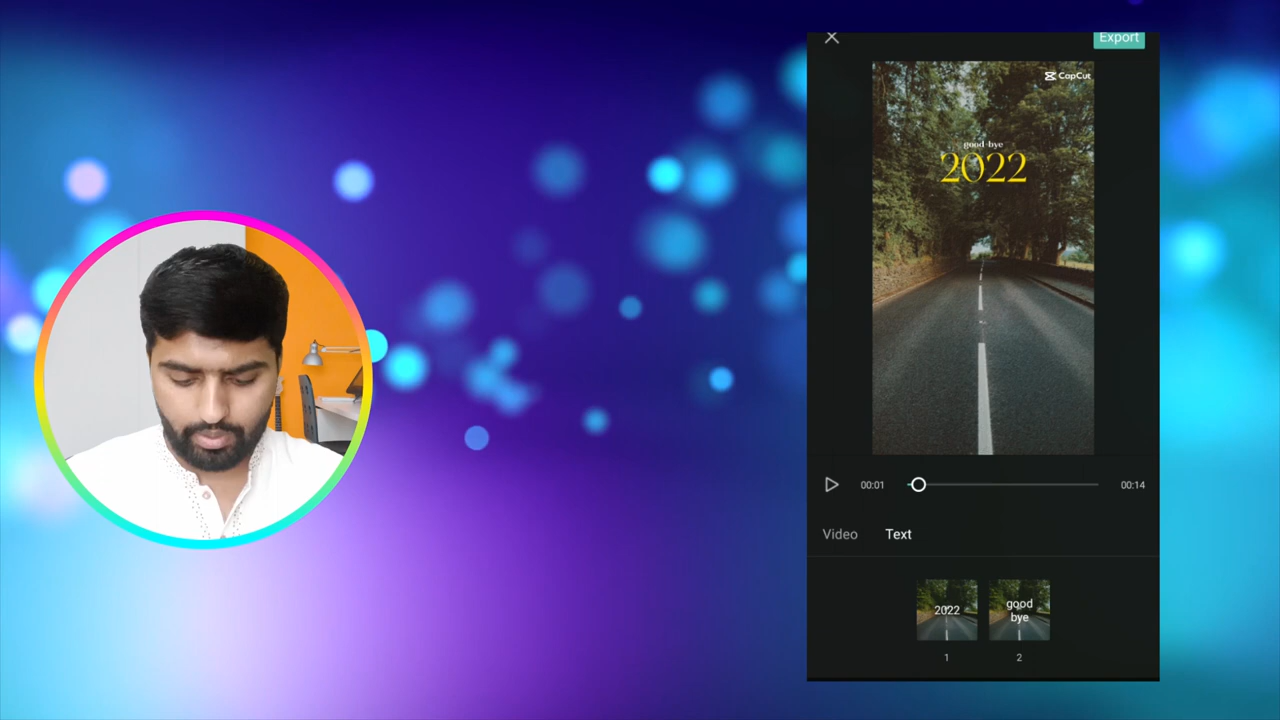 Export
CapCut
good-bye
2022
00:01
00:14
Video
Text
2022
good
bye
1
2